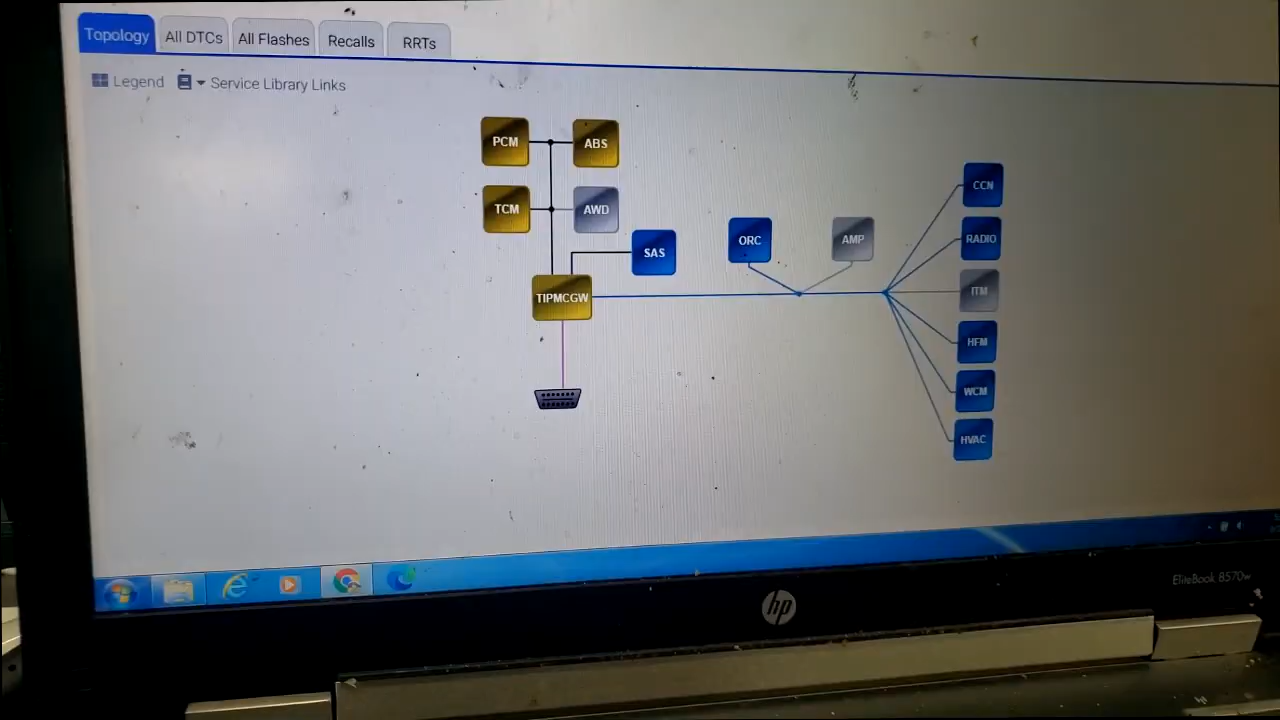 Topology
All DTCs
All Flashes
Recalls
RRTs
Legend
Service Library Links
PCM
ABS
TCM
AWD
SAS
ORC
AMP
CCN
RADIO
ITM
HFM
WCM
HVAC
TIPMCGW
hp
EliteBook 8570w